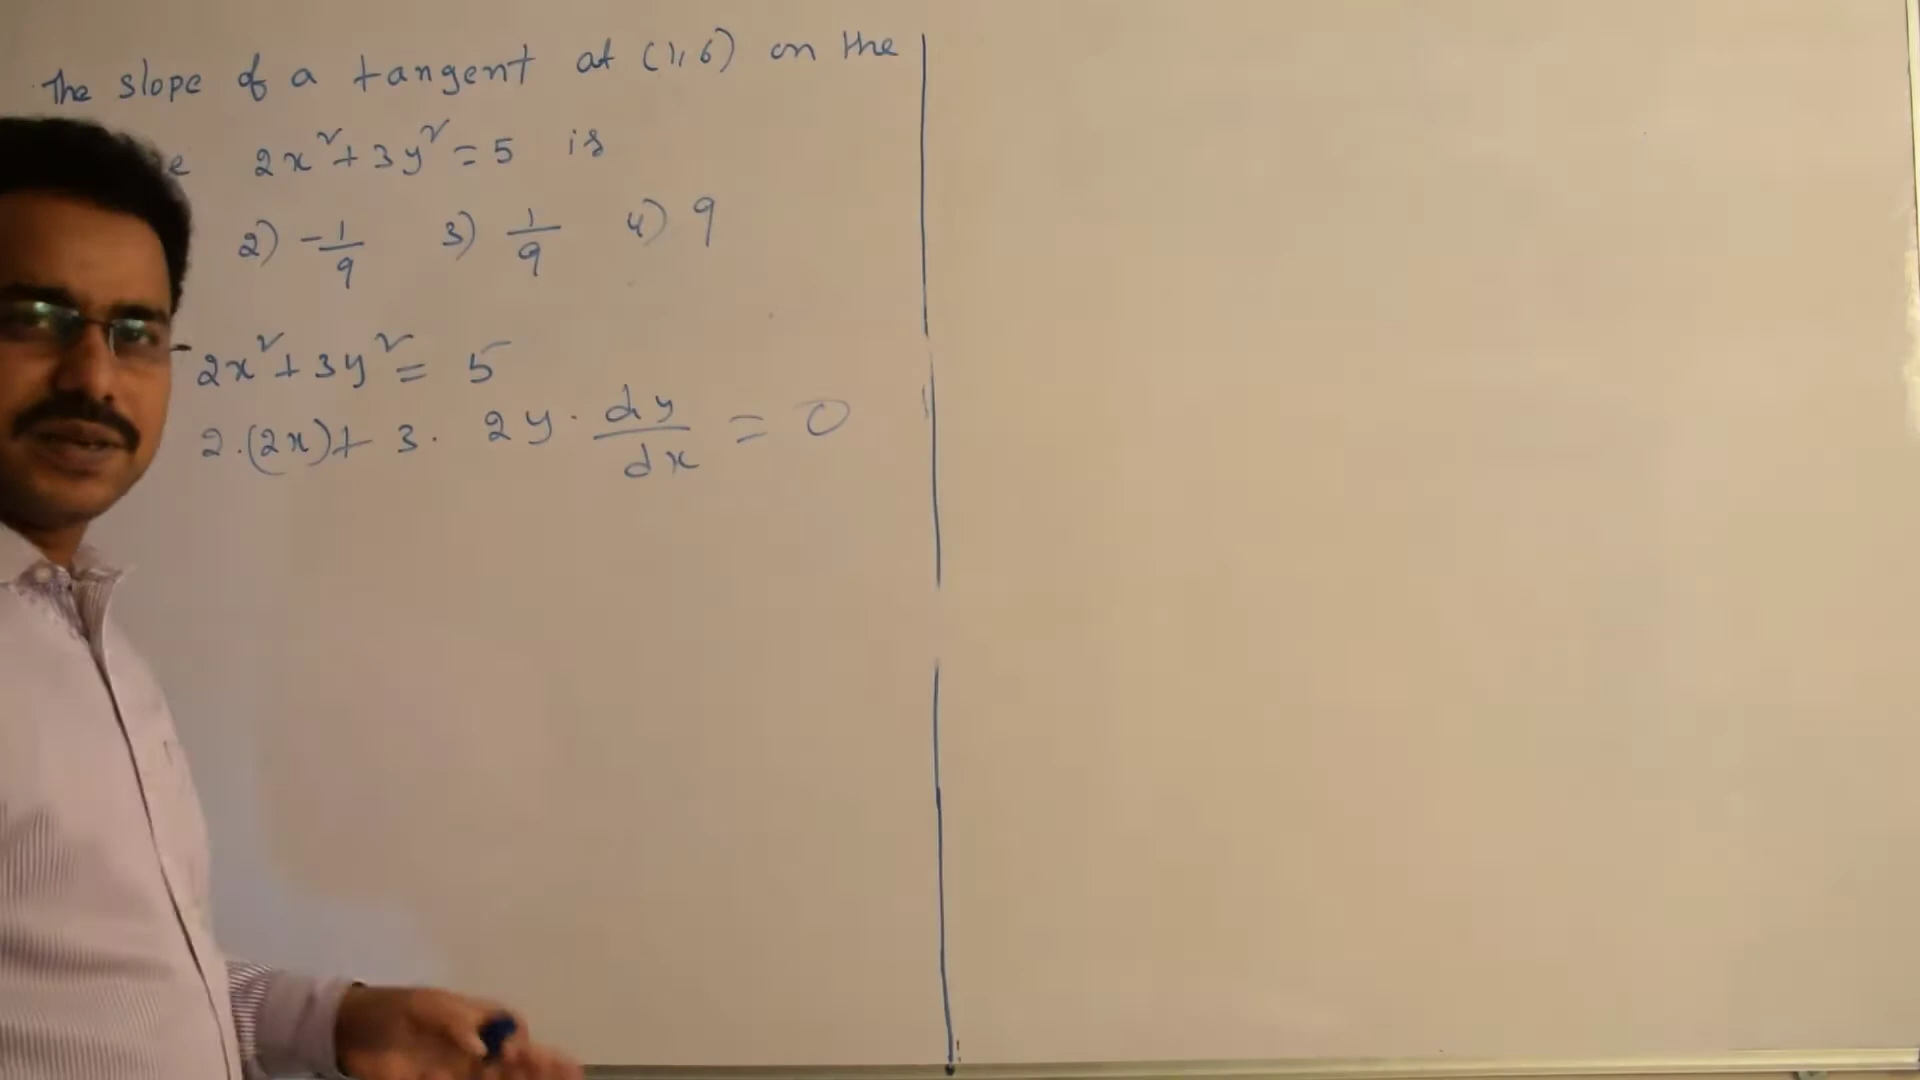 The slope of a tangent at (1,6) on the
e 2x²+3y²=5 is
2) -1/9 3) 1/9 4) 9
2x²+3y²= 5
2.(2x)+ 3. 2y. dy/dx = 0